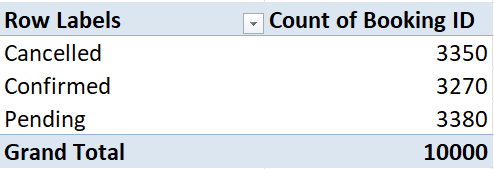 Row Labels Count of Booking ID
Cancelled 3350
Confirmed 3270
Pending 3380
Grand Total 10000